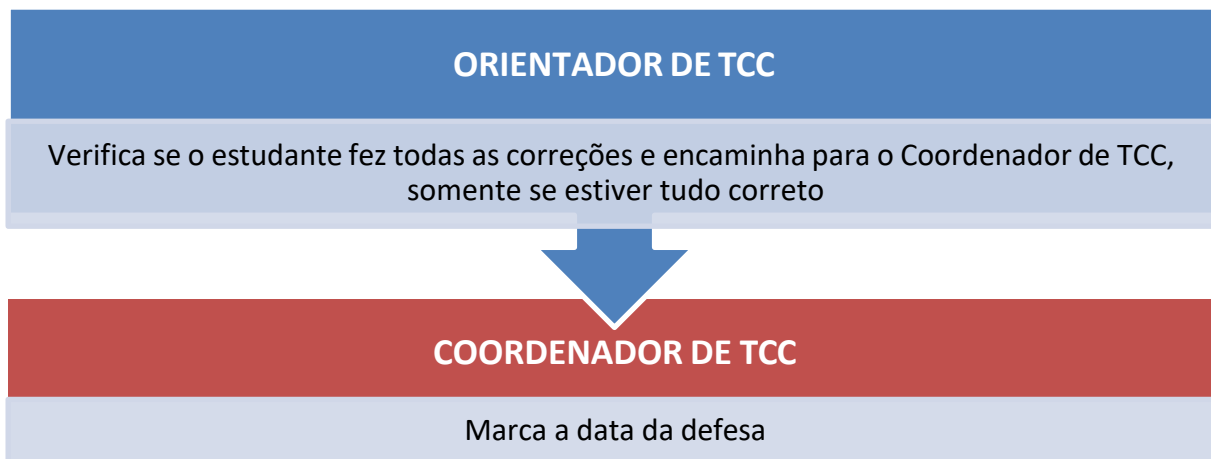 ORIENTADOR DE TCC
Verifica se o estudante fez todas as correções e encaminha para o Coordenador de TCC,
somente se estiver tudo correto
COORDENADOR DE TCC
Marca a data da defesa